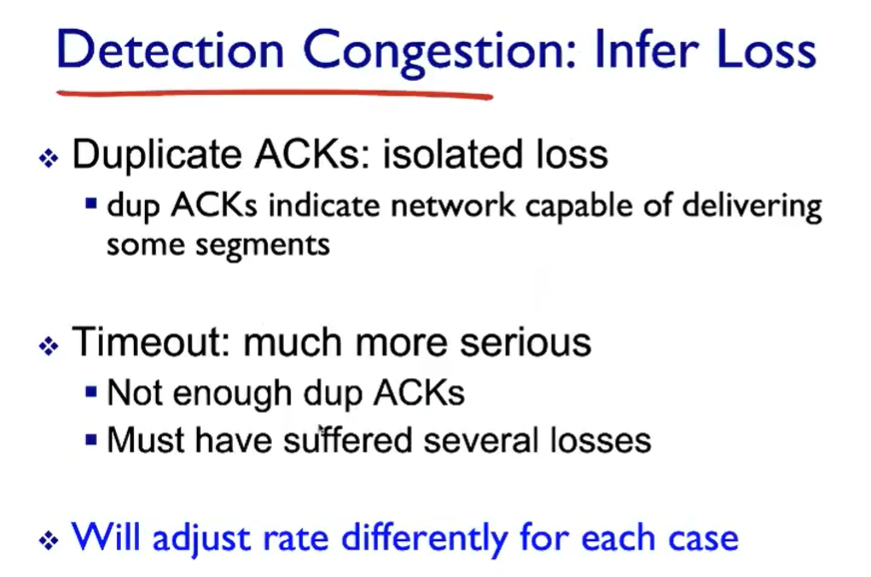 Detection Congestion: Infer Loss
Duplicate ACKs: isolated loss
dup ACKs indicate network capable of delivering
some segments
Timeout: much more serious
Not enough dup ACKs
Must have suffered several losses
Will adjust rate differently for each case